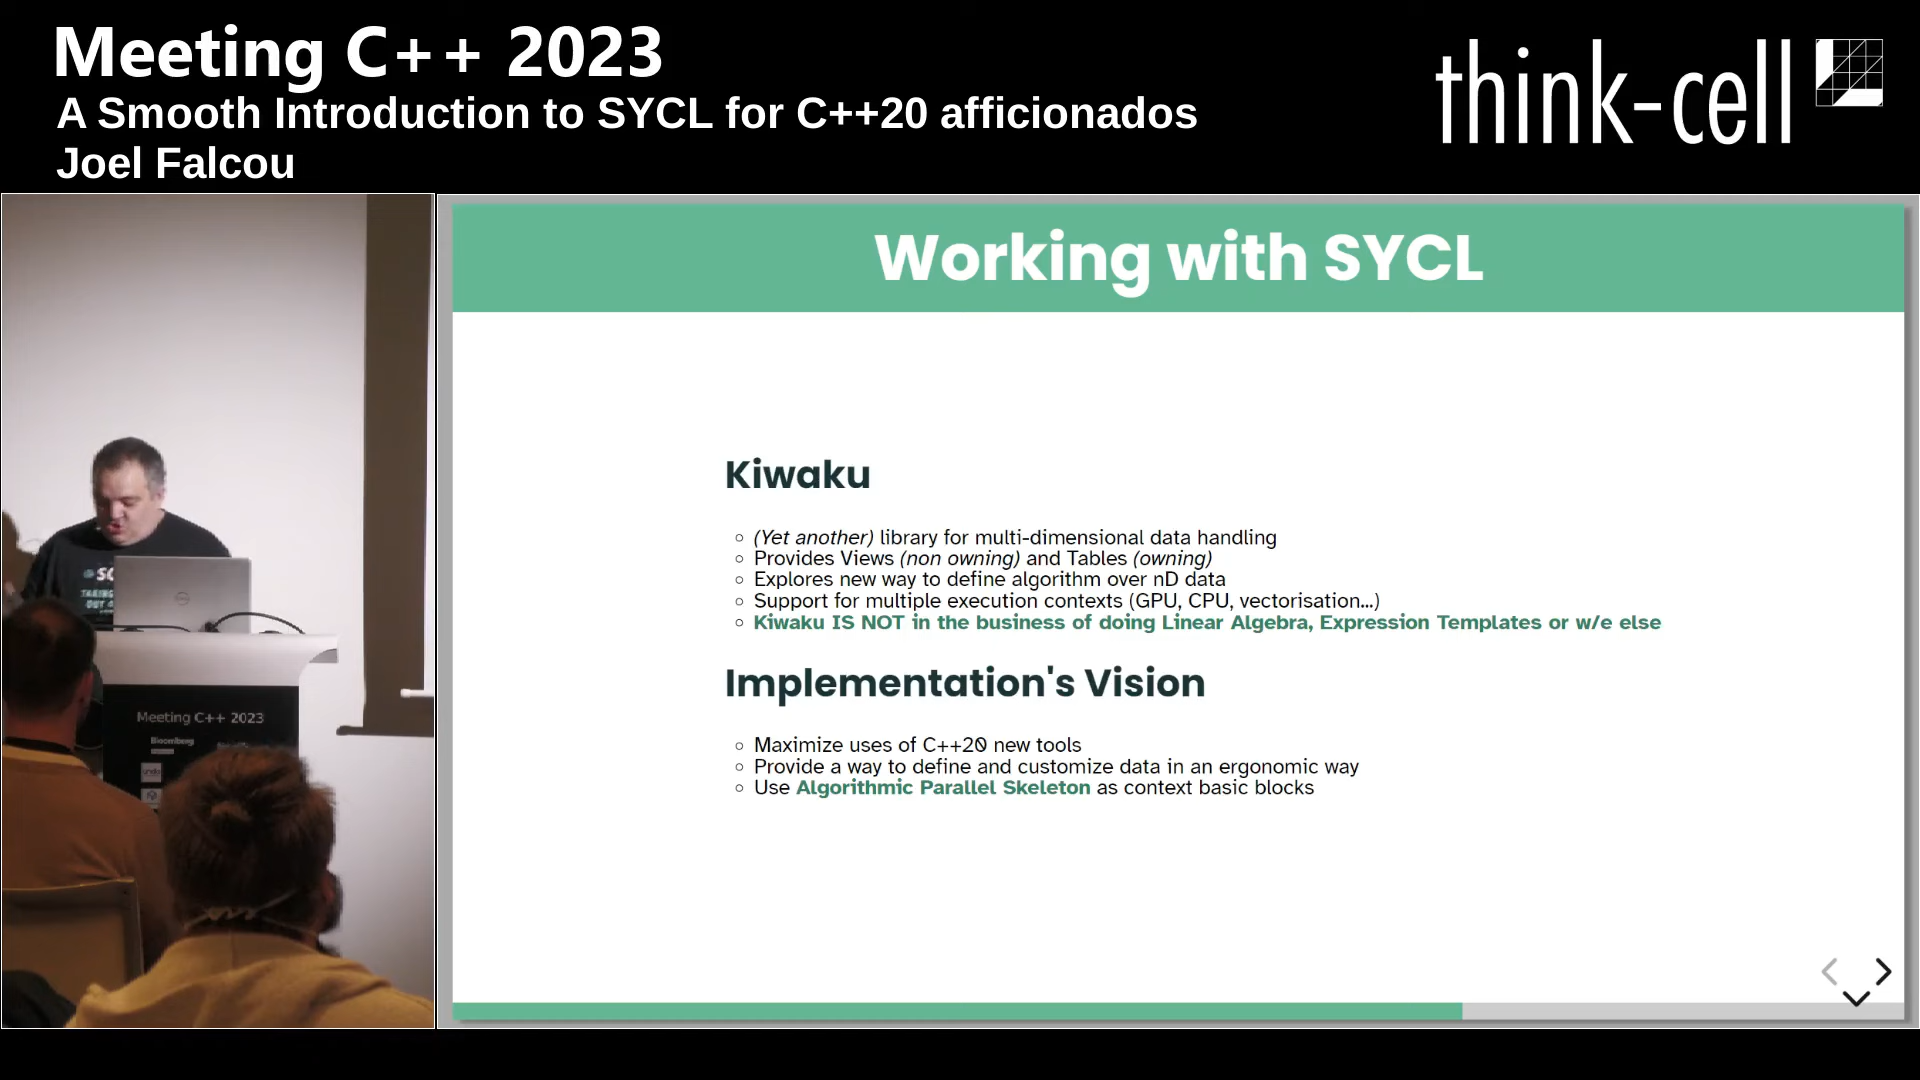 Meeting C++ 2023
A Smooth Introduction to SYCL for C++20 afficionados
Joel Falcou
think-cell
Working with SYCL
Kiwaku
(Yet another) library for multi-dimensional data handling
Provides Views (non owning) and Tables (owning)
Explores new way to define algorithm over nD data
Support for multiple execution contexts (GPU, CPU, vectorisation...)
Kiwaku IS NOT in the business of doing Linear Algebra, Expression Templates or w/e else
Implementation's Vision
Maximize uses of C++20 new tools
Provide a way to define and customize data in an ergonomic way
Use Algorithmic Parallel Skeleton as context basic blocks
Meeting C++ 2023
Bloomberg
undo